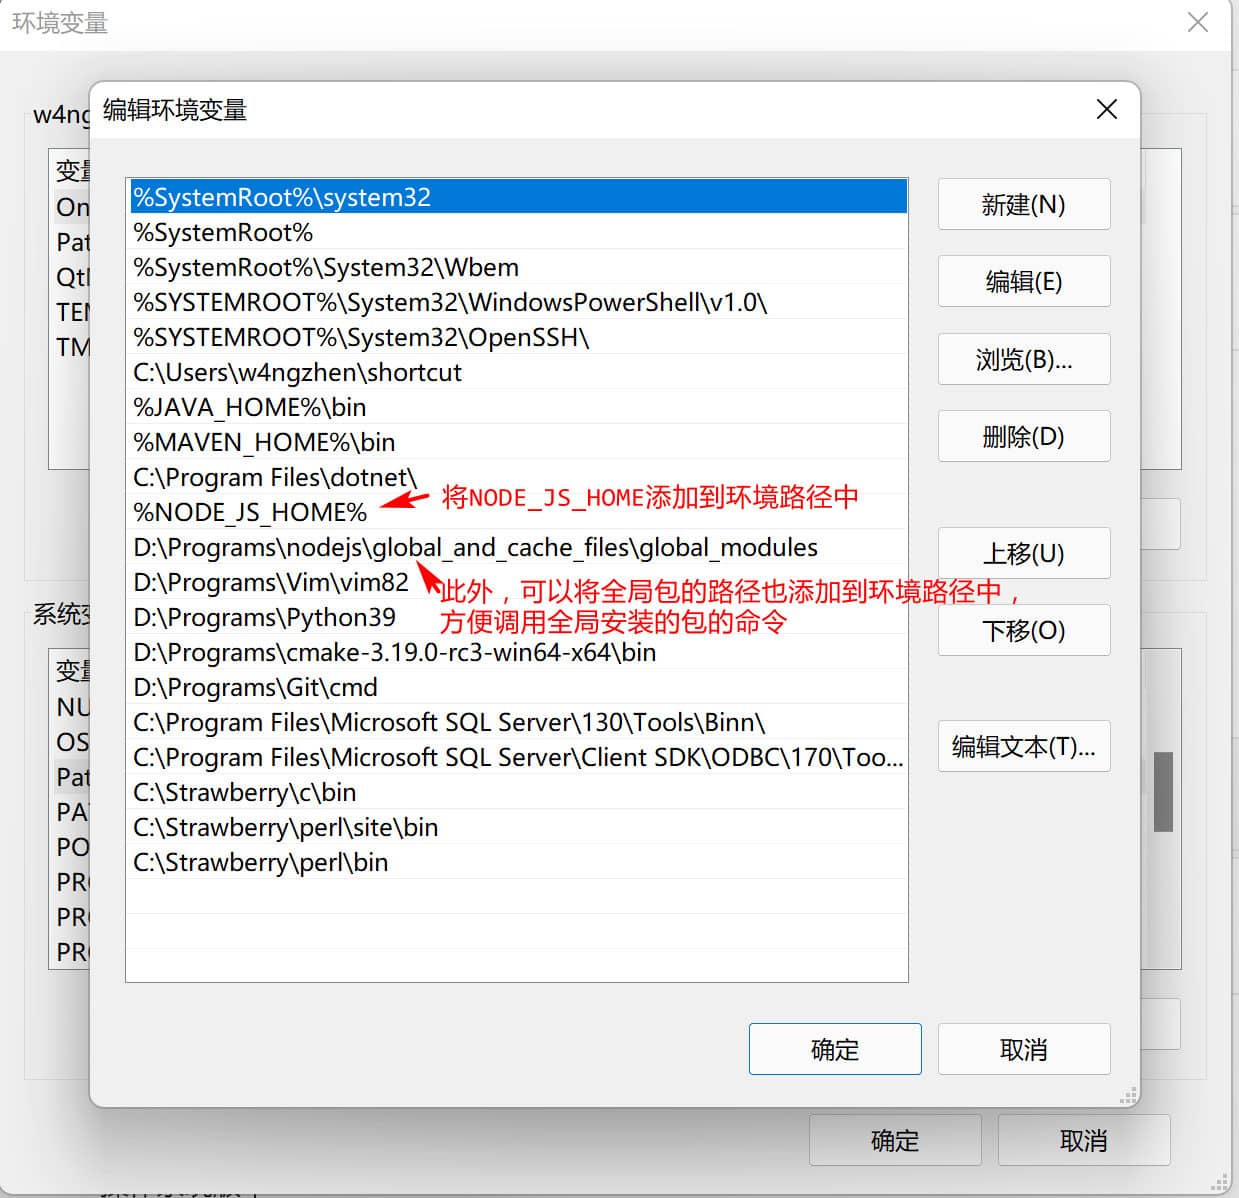 环境变量
w4ng
编辑环境变量
变量
On
Pat
Qt
TE
TM
%SystemRoot%\system32
%SystemRoot%
%SystemRoot%\System32\Wbem
%SYSTEMROOT%\System32\WindowsPowerShell\v1.0\
%SYSTEMROOT%\System32\OpenSSH\
C:\Users\w4ngzhen\shortcut
%JAVA_HOME%\bin
%MAVEN_HOME%\bin
C:\Program Files\dotnet\
将NODE_JS_HOME添加到环境路径中
%NODE_JS_HOME%
D:\Programs\nodejs\global_and_cache_files\global_modules
D:\Programs\Vim\vim82
此外，可以将全局包的路径也添加到环境路径中，
方便调用全局安装的包的命令
D:\Programs\Python39
D:\Programs\cmake-3.19.0-rc3-win64-x64\bin
D:\Programs\Git\cmd
C:\Program Files\Microsoft SQL Server\130\Tools\Binn\
C:\Program Files\Microsoft SQL Server\Client SDK\ODBC\170\Too...
C:\Strawberry\c\bin
C:\Strawberry\perl\site\bin
C:\Strawberry\perl\bin
新建(N)
编辑(E)
浏览(B)...
删除(D)
上移(U)
下移(O)
编辑文本(T)...
系统变
变量
NU
OS
Pat
PA
PO
PR
PR
PR
确定
取消
确定
取消